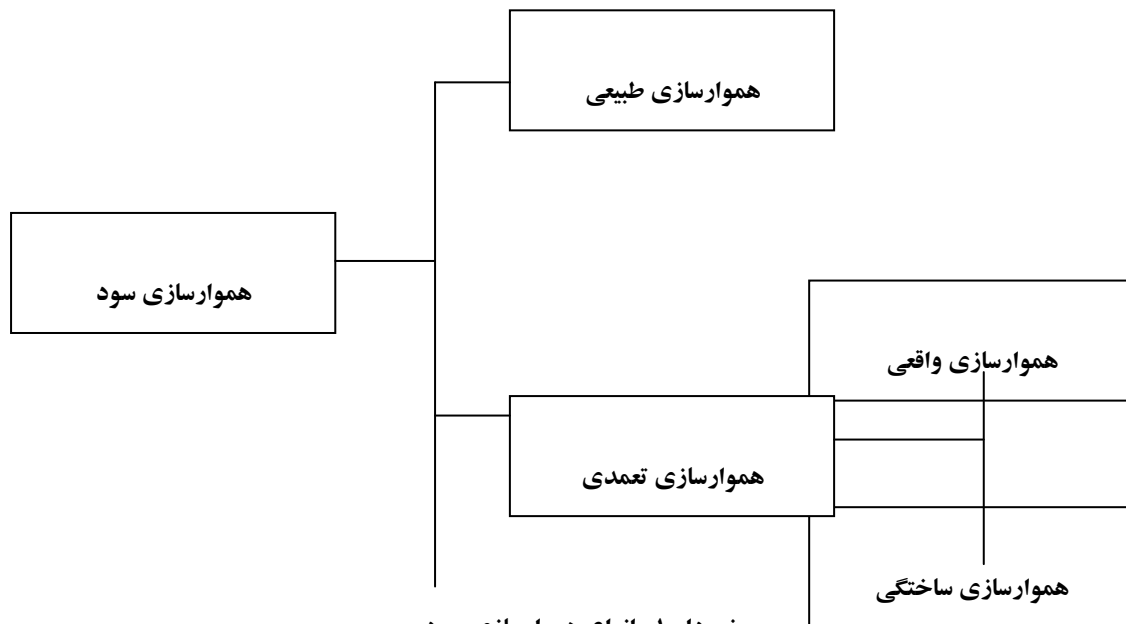 هموارسازی طبیعی
هموارسازی سود
هموارسازی واقعی
هموارسازی تعمدی
هموارسازی ساختگی